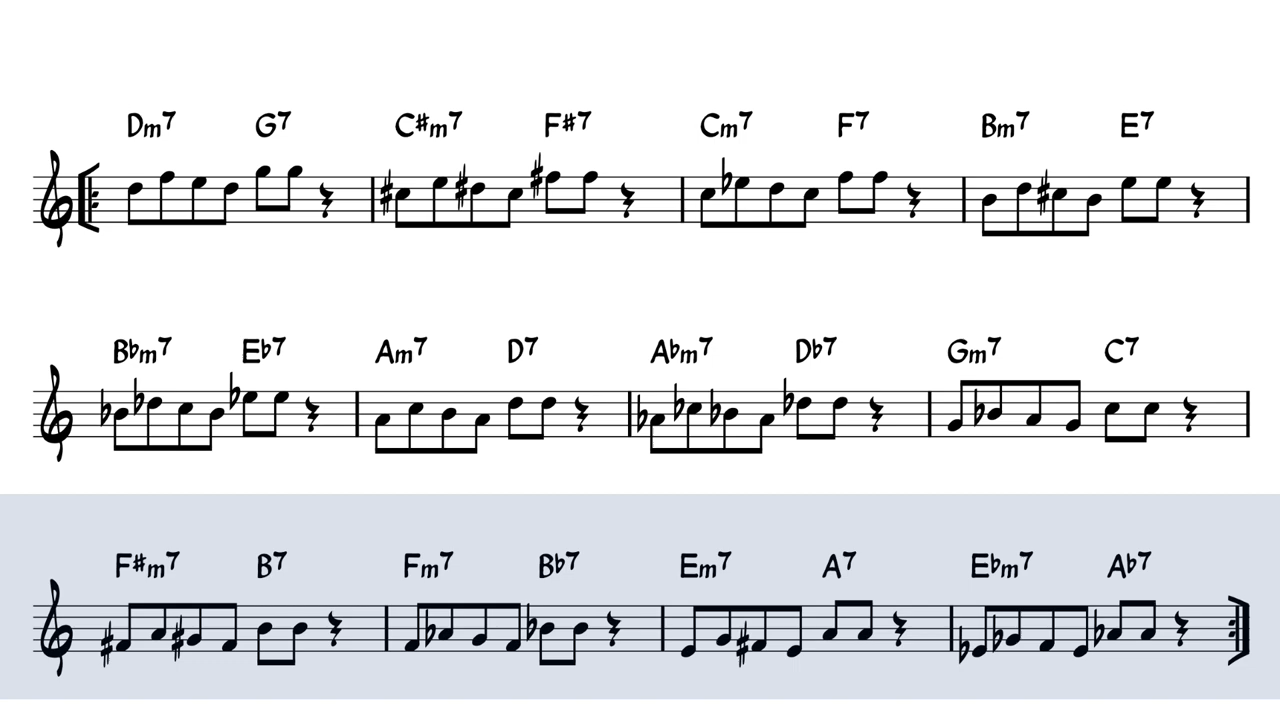 Dm7 G7 C#m7 F#7 Cm7 F7 Bm7 E7
B♭m7 E♭7 Am7 D7 A♭m7 D♭7 Gm7 C7
F#m7 B7 Fm7 B♭7 Em7 A7 E♭m7 A♭7